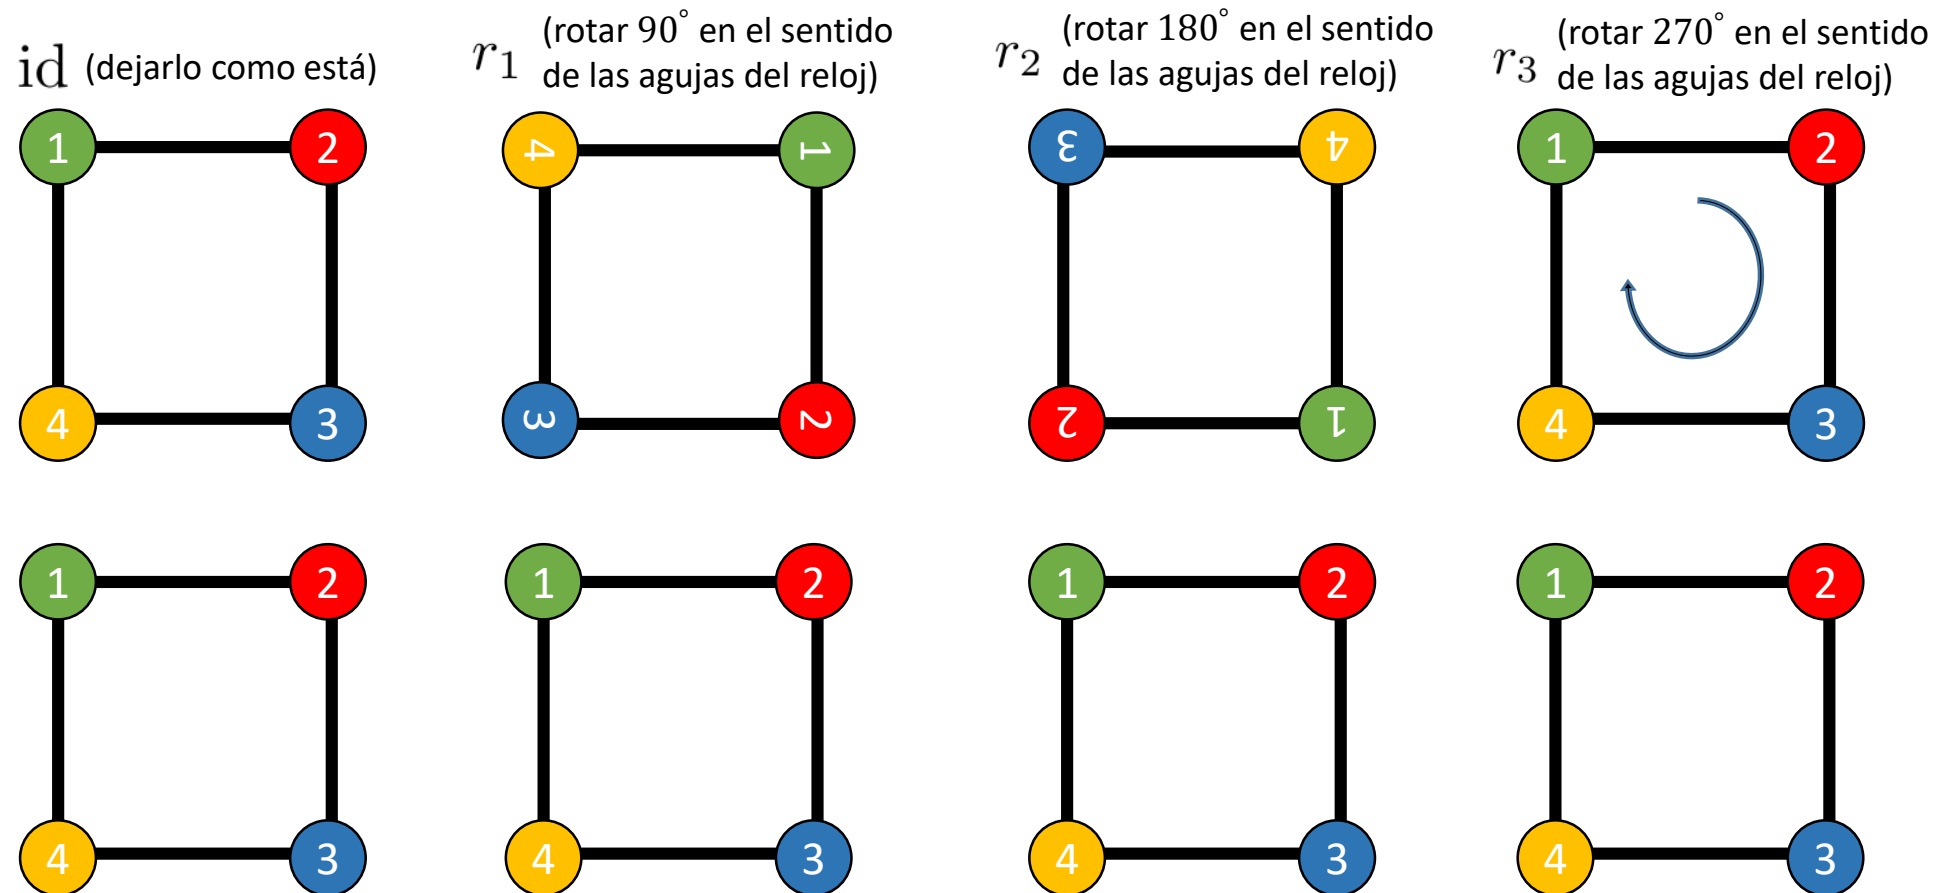 id (dejarlo como está)
r₁ (rotar 90° en el sentido
de las agujas del reloj)
r₂ (rotar 180° en el sentido
de las agujas del reloj)
r₃ (rotar 270° en el sentido
de las agujas del reloj)
1 2
4 1
3 4
1 2
4 3
3 2
2 1
4 3
1 2
1 2
1 2
1 2
4 3
4 3
4 3
4 3